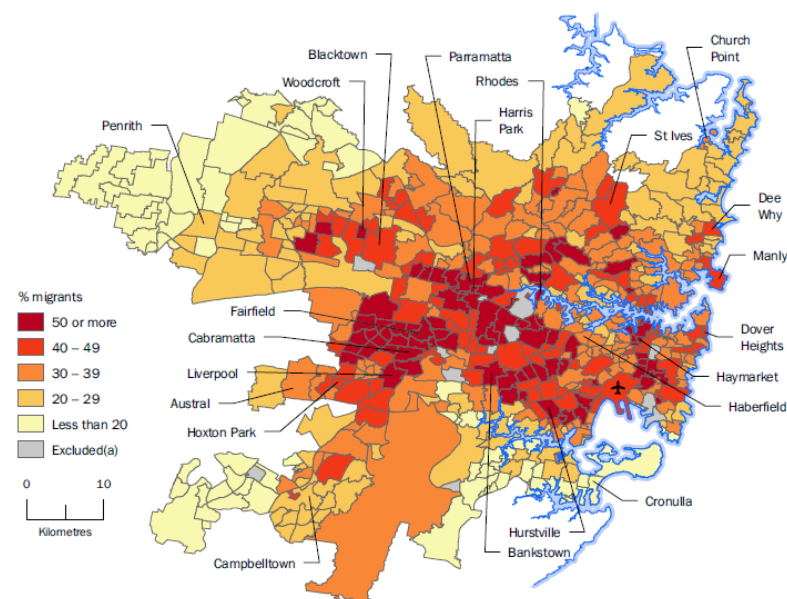 Church
Point
Blacktown
Parramatta
Woodcroft
Rhodes
Harris
Park
Penrith
St Ives
Dee
Why
Manly
% migrants
50 or more
40 – 49
30 – 39
20 – 29
Less than 20
Excluded(a)
0 10
Kilometres
Fairfield
Cabramatta
Liverpool
Austral
Hoxton Park
Dover
Heights
Haymarket
Haberfield
Cronulla
Hurstville
Bankstown
Campbelltown